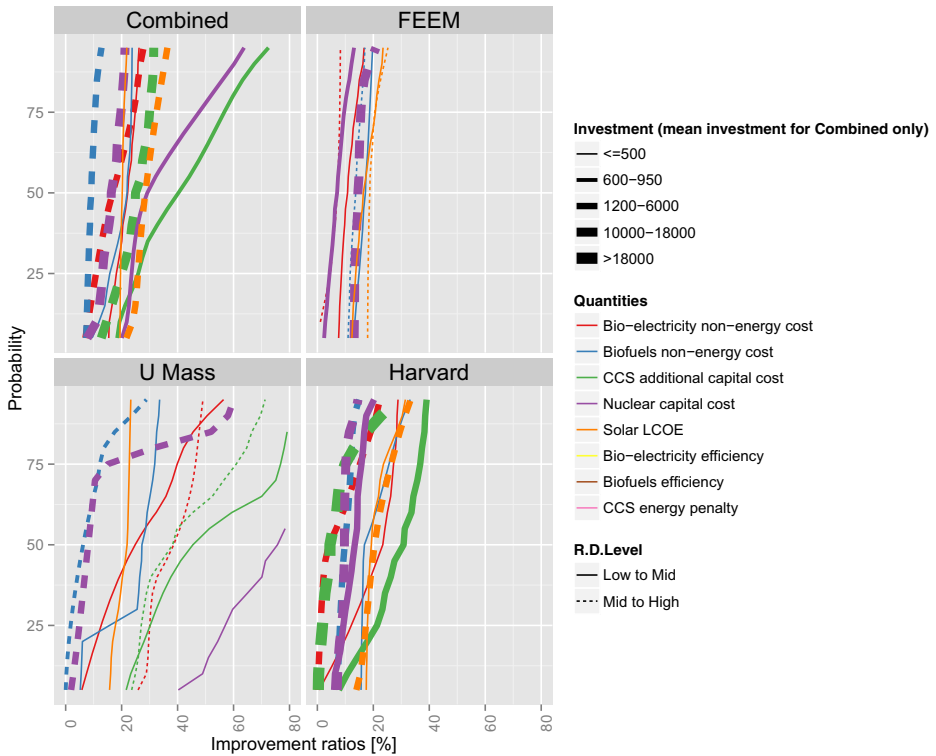 Combined
FEEM
75
50
25
U Mass
Harvard
75
50
25
Probability
0
20
40
60
80
0
20
40
60
80
Improvement ratios [%]
Investment (mean investment for Combined only)
<=500
600−950
1200−6000
10000−18000
>18000
Quantities
Bio−electricity non−energy cost
Biofuels non−energy cost
CCS additional capital cost
Nuclear capital cost
Solar LCOE
Bio−electricity efficiency
Biofuels efficiency
CCS energy penalty
R.D.Level
Low to Mid
Mid to High